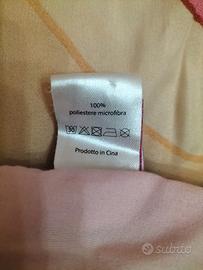 100%
poliestere microfibra
Prodotto in Cina
subito